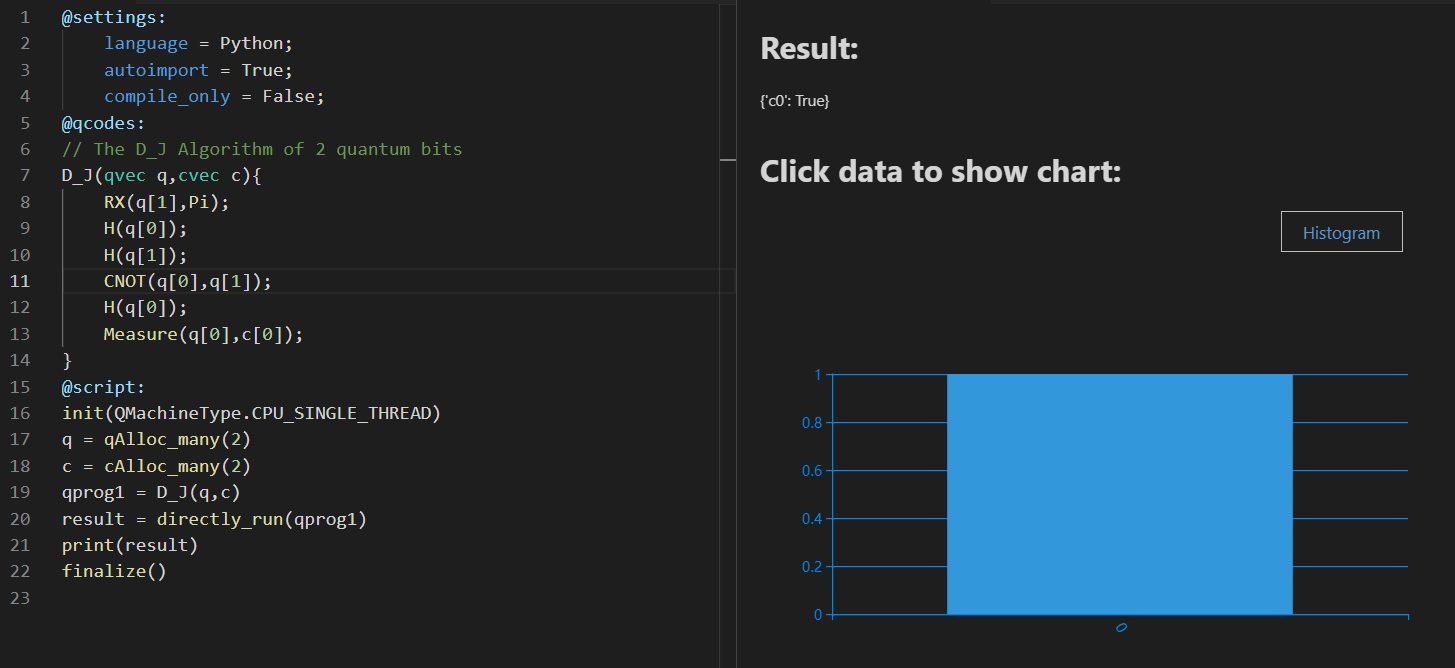 1 @settings:
2 language = Python;
3 autoimport = True;
4 compile_only = False;
5 @qcodes:
6 // The D_J Algorithm of 2 quantum bits
7 D_J(qvec q,cvec c){
8 RX(q[1],Pi);
9 H(q[0]);
10 H(q[1]);
11 CNOT(q[0],q[1]);
12 H(q[0]);
13 Measure(q[0],c[0]);
14 }
15 @script:
16 init(QMachineType.CPU_SINGLE_THREAD)
17 q = qAlloc_many(2)
18 c = cAlloc_many(2)
19 qprog1 = D_J(q,c)
20 result = directly_run(qprog1)
21 print(result)
22 finalize()
23
Result:
{'c0': True}
Click data to show chart:
Histogram
1
0.8
0.6
0.4
0.2
0
0